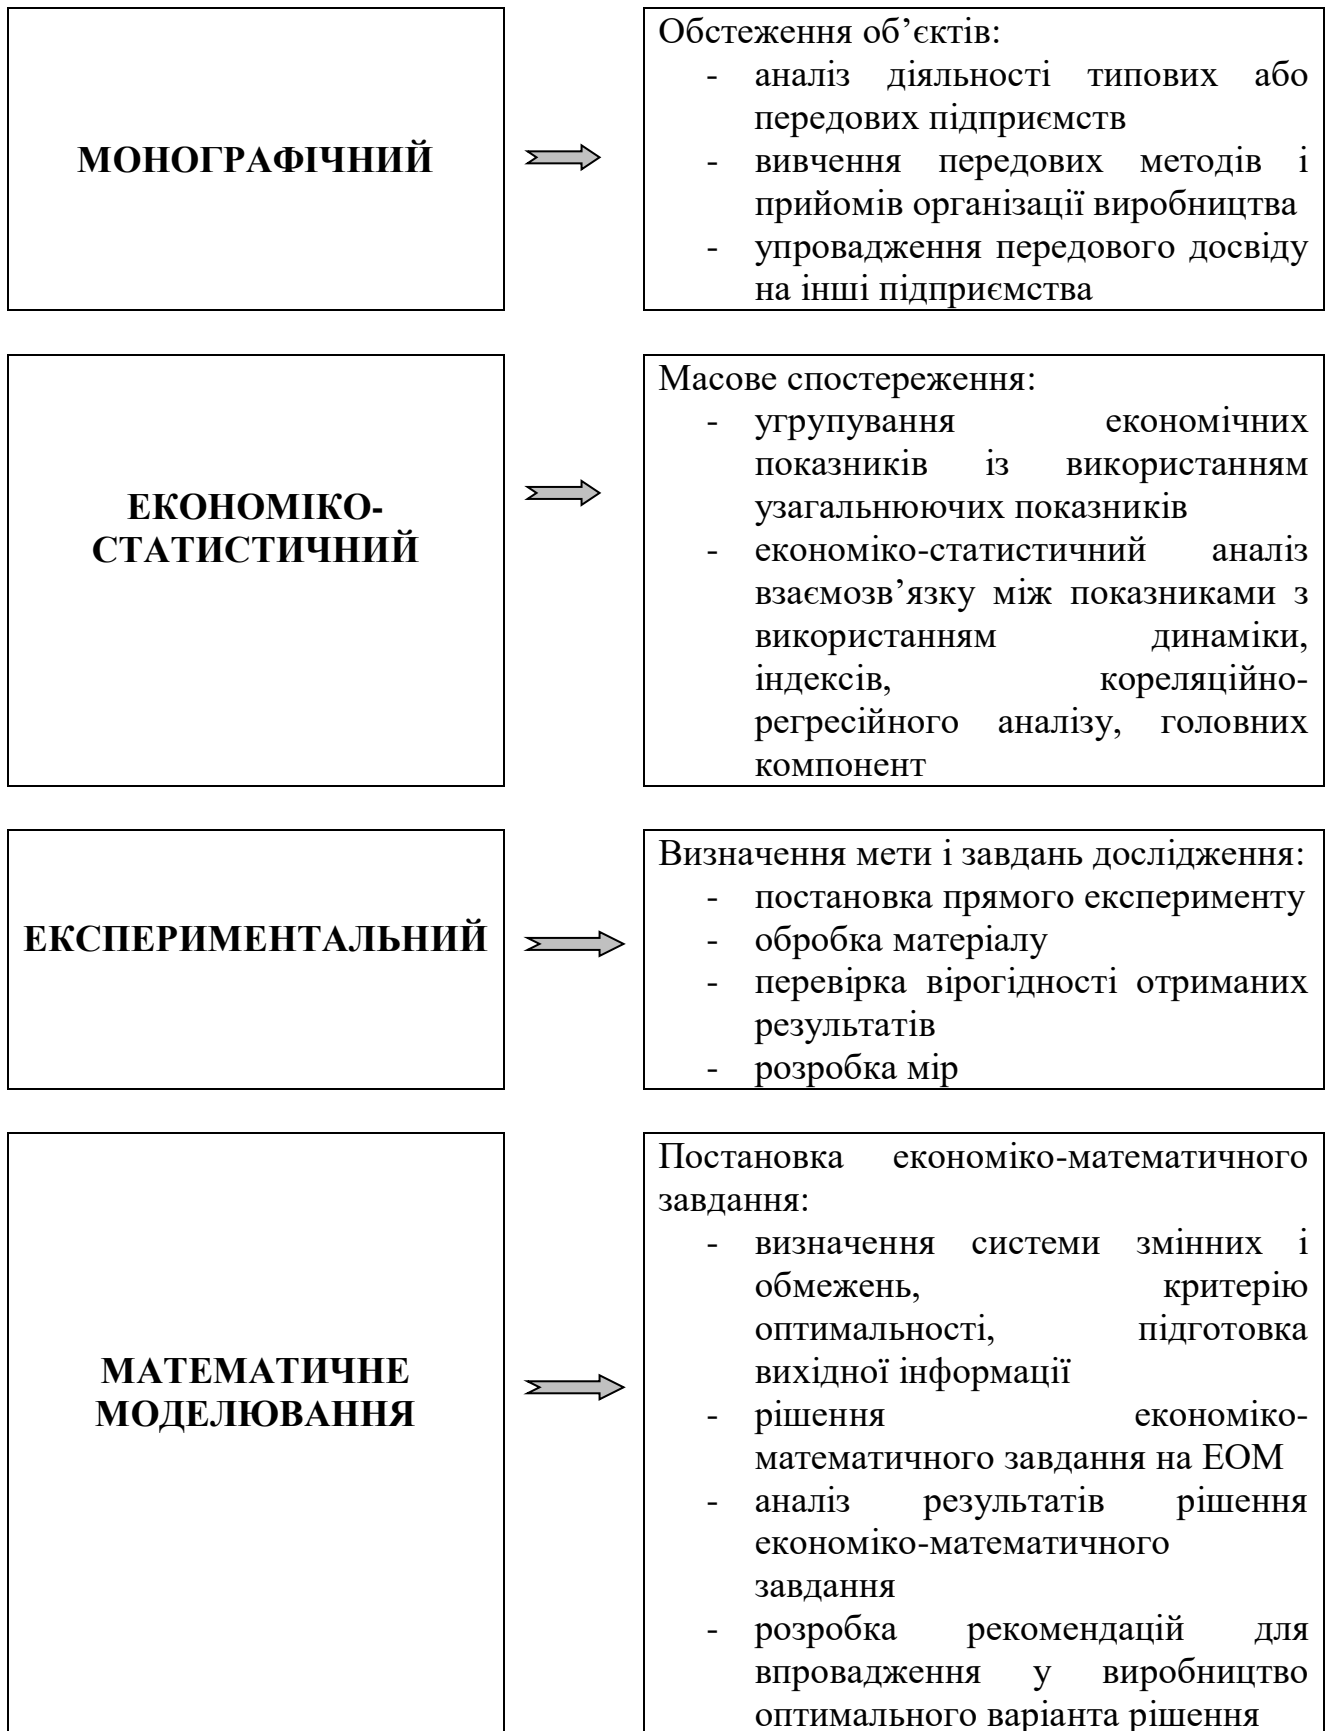 МОНОГРАФІЧНИЙ
Обстеження об’єктів:
- аналіз діяльності типових або
передових підприємств
- вивчення передових методів і
прийомів організації виробництва
- упровадження передового досвіду
на інші підприємства
ЕКОНОМІКО-
СТАТИСТИЧНИЙ
Масове спостереження:
- угрупування економічних
показників із використанням
узагальнюючих показників
- економіко-статистичний аналіз
взаємозв’язку між показниками з
використанням динаміки,
індексів, кореляційно-
регресійного аналізу, головних
компонент
ЕКСПЕРИМЕНТАЛЬНИЙ
Визначення мети і завдань дослідження:
- постановка прямого експерименту
- обробка матеріалу
- перевірка вірогідності отриманих
результатів
- розробка мір
МАТЕМАТИЧНЕ
МОДЕЛЮВАННЯ
Постановка економіко-математичного
завдання:
- визначення системи змінних і
обмежень, критерію
оптимальності, підготовка
вихідної інформації
- рішення економіко-
математичного завдання на ЕОМ
- аналіз результатів рішення
економіко-математичного
завдання
- розробка рекомендацій для
впровадження у виробництво
оптимального варіанта рішення